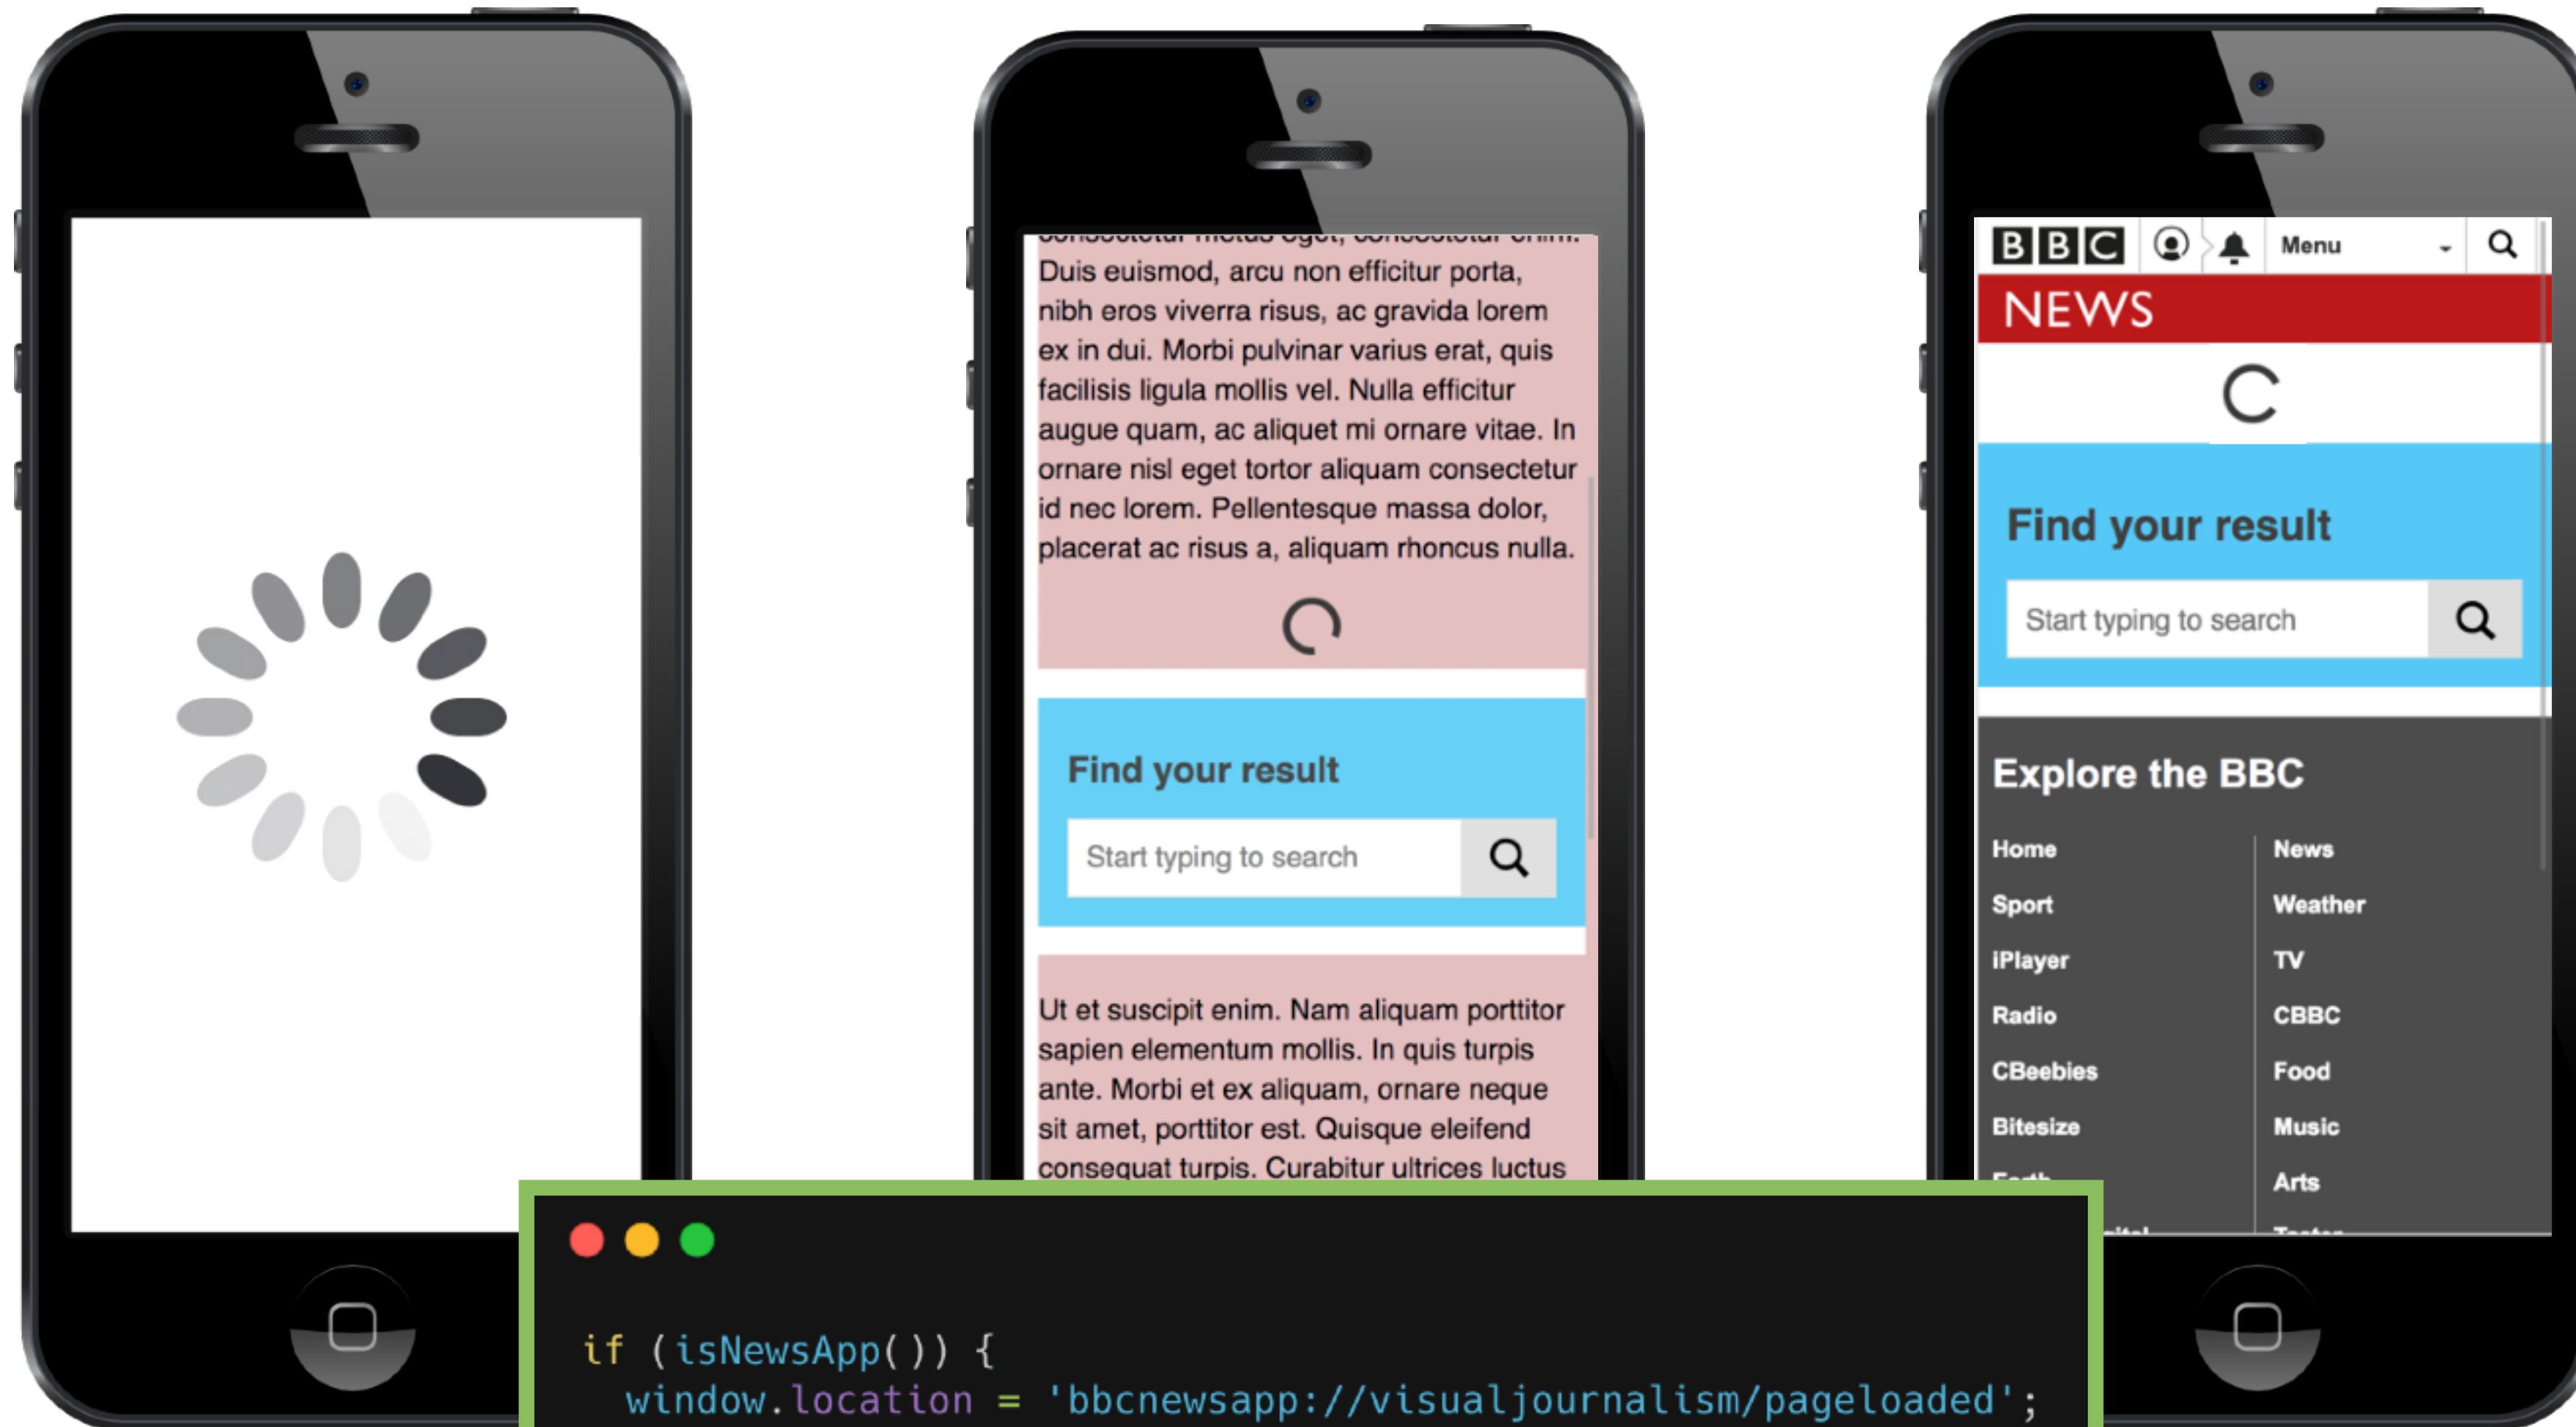 Duis euismod, arcu non efficitur porta,
nibh eros viverra risus, ac gravida lorem
ex in dui. Morbi pulvinar varius erat, quis
facilisis ligula mollis vel. Nulla efficitur
augue quam, ac aliquet mi ornare vitae. In
ornare nisl eget tortor aliquam consectetur
id nec lorem. Pellentesque massa dolor,
placerat ac risus a, aliquam rhoncus nulla.
Find your result
Start typing to search
Ut et suscipit enim. Nam aliquam porttitor
sapien elementum mollis. In quis turpis
ante. Morbi et ex aliquam, ornare neque
sit amet, porttitor est. Quisque eleifend
consequat turpis. Curabitur ultrices luctus
BBC Menu
NEWS
Find your result
Start typing to search
Explore the BBC
Home News
Sport Weather
iPlayer TV
Radio CBBC
CBeebies Food
Bitesize Music
Arts
if (isNewsApp()) {
window.location = 'bbcnewsapp://visualjournalism/pageloaded';